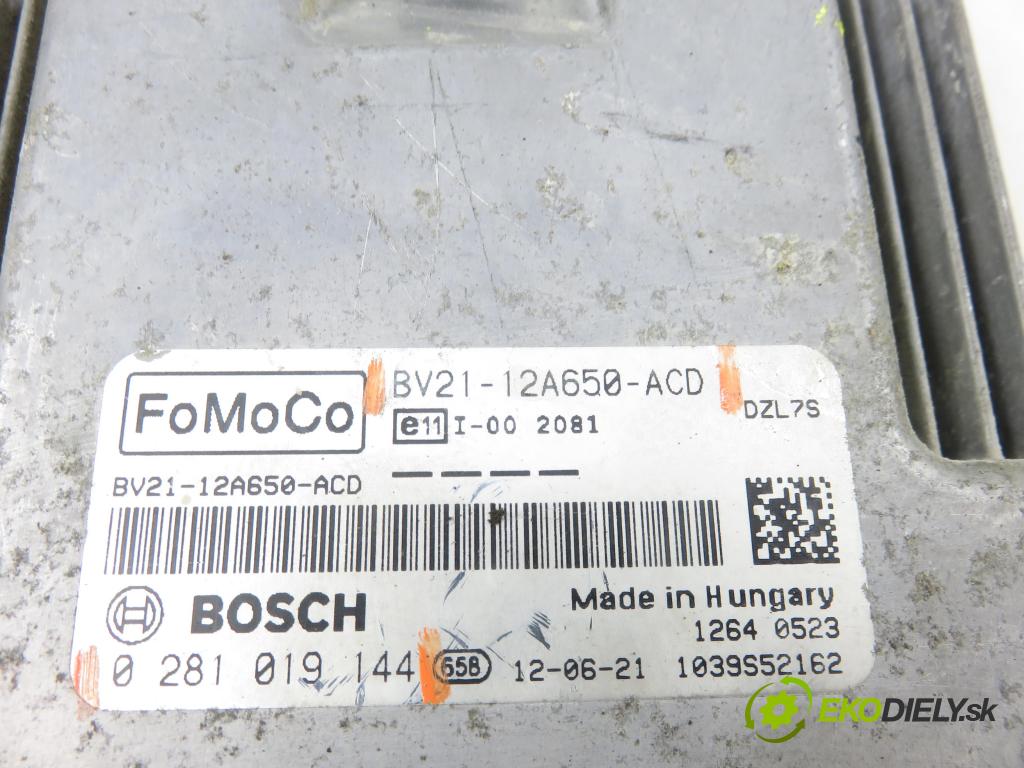 FoMoCo
BV21-12A650-ACD
DZL7S
e11 I-00 2081
BV21-12A650-ACD
BOSCH
Made in Hungary
1264 0523
0 281 019 144 658 12-06-21 1039S52162
EKODIELY.sk